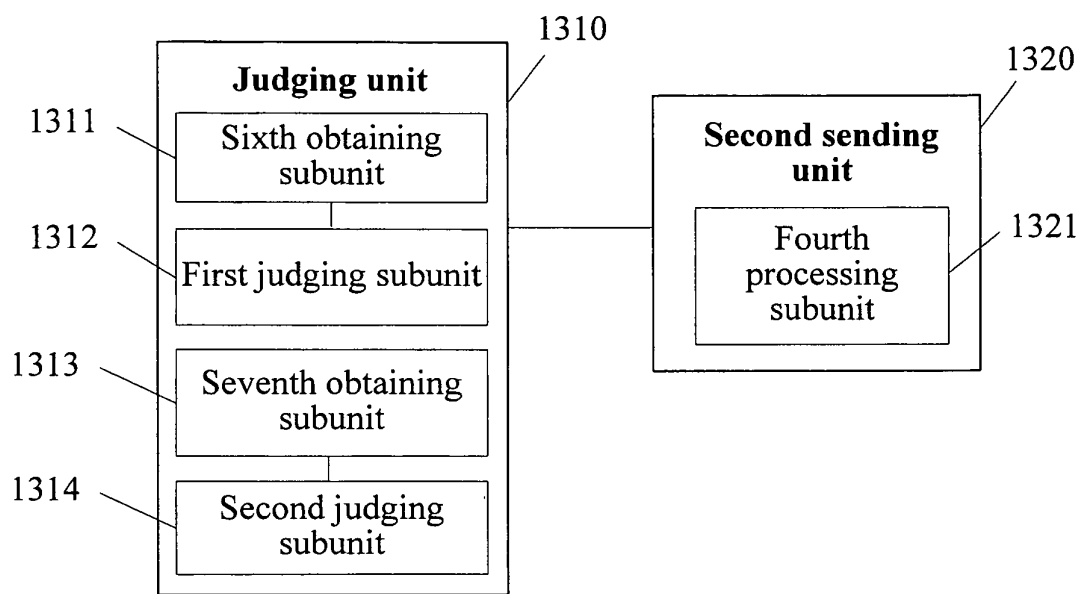 1310
Judging unit
1311
Sixth obtaining
subunit
1312
First judging subunit
1313
Seventh obtaining
subunit
1314
Second judging
subunit
1320
Second sending
unit
1321
Fourth
processing
subunit